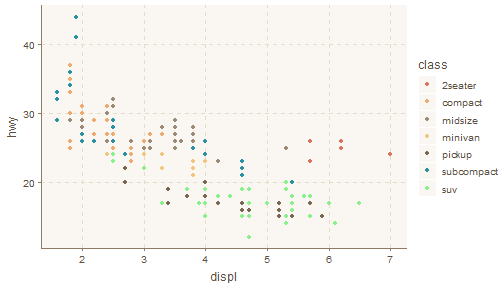 hwy
40
30
20
2
3
4
5
6
7
displ
class
2seater
compact
midsize
minivan
pickup
subcompact
suv